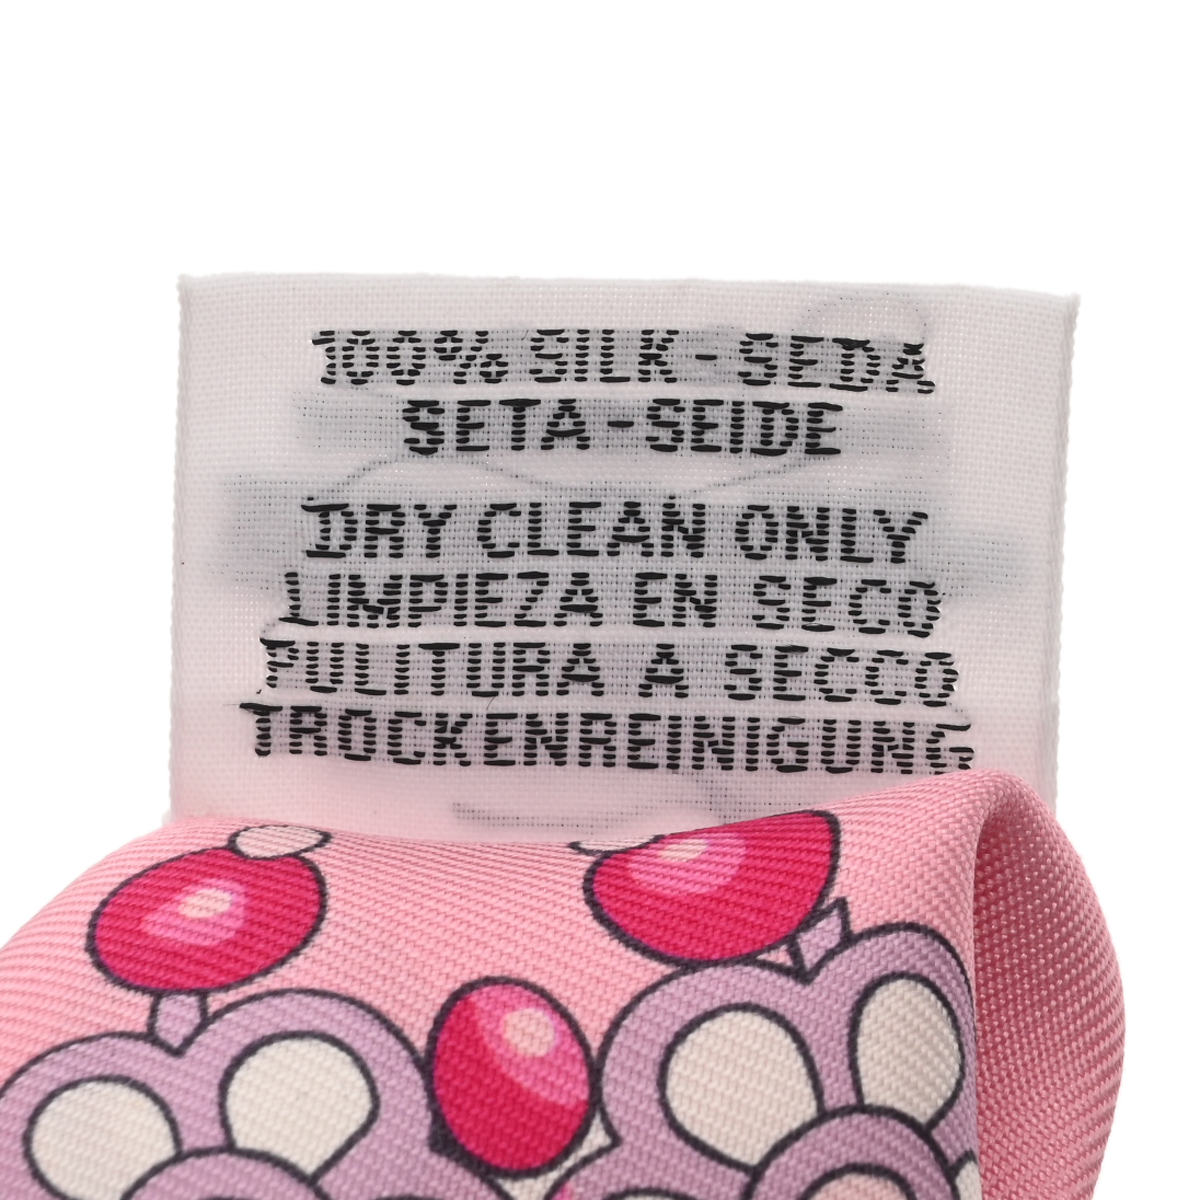 100% SILK - SEDA
SETA - SEIDE
DRY CLEAN ONLY
LIMPIEZA EN SECO
PULITURA A SECCO
TROCKENREINIGUNG